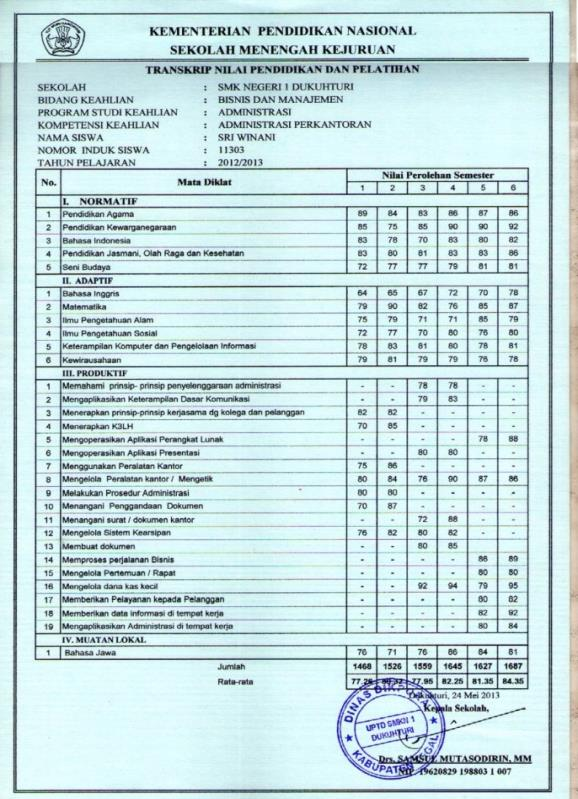 KEMENTERIAN PENDIDIKAN NASIONAL
SEKOLAH MENENGAH KEJURUAN
TRANSKRIP NILAI PENDIDIKAN DAN PELATIHAN
SEKOLAH : SMK NEGERI 1 DUKUHTURI
BIDANG KEAHLIAN : BISNIS DAN MANAJEMEN
PROGRAM STUDI KEAHLIAN : ADMINISTRASI
KOMPETENSI KEAHLIAN : ADMINISTRASI PERKANTORAN
NAMA SISWA : SRI WINANI
NOMOR INDUK SISWA : 11303
TAHUN PELAJARAN : 2012/2013
No. Mata Diklat Nilai Perolehan Semester
1 2 3 4 5 6
I. NORMATIF
1 Pendidikan Agama 89 84 83 86 87 86
2 Pendidikan Kewarganegaraan 85 75 85 90 90 92
3 Bahasa Indonesia 83 78 70 83 80 82
4 Pendidikan Jasmani, Olah Raga dan Kesehatan 83 80 81 83 83 86
5 Seni Budaya 72 77 77 79 81 81
II. ADAPTIF
1 Bahasa Inggris 64 65 67 72 70 78
2 Matematika 79 90 82 76 85 87
3 Ilmu Pengetahuan Alam 75 79 71 71 85 79
4 Ilmu Pengetahuan Sosial 72 77 70 80 76 80
5 Keterampilan Komputer dan Pengelolaan Informasi 78 83 81 80 78 81
6 Kewirausahaan 79 81 79 79 76 78
III. PRODUKTIF
1 Memahami prinsip- prinsip penyelenggaraan administrasi - - 78 78 - -
2 Mengaplikasikan Keterampilan Dasar Komunikasi - - 79 83 - -
3 Menerapkan prinsip-prinsip kerjasama dg kolega dan pelanggan 82 82 - - - -
4 Menerapkan K3LH 70 85 - - - -
5 Mengoperasikan Aplikasi Perangkat Lunak - - - - 78 88
6 Mengoperasikan Aplikasi Presentasi - - 80 80 - -
7 Menggunakan Peralatan Kantor 75 86 - - - -
8 Mengelola Peralatan kantor / Mengetik 80 84 76 90 87 86
9 Melakukan Prosedur Administrasi 80 80 - - - -
10 Menangani Penggandaan Dokumen 70 87 - - - -
11 Menangani surat / dokumen kantor - - 72 88 - -
12 Mengelola Sistem Kearsipan 76 82 80 82 - -
13 Membuat dokumen - - 80 85 - -
14 Memproses perjalanan Bisnis - - - - 86 89
15 Mengelola Pertemuan / Rapat - - - - 80 80
16 Mengelola dana kas kecil - - 92 94 79 95
17 Memberikan Pelayanan kepada Pelanggan - - - - 80 82
18 Memberikan data informasi di tempat kerja - - - - 82 92
19 Mengaplikasikan Administrasi di tempat kerja - - - - 80 84
IV. MUATAN LOKAL
1 Bahasa Jawa 76 71 76 86 84 81
Jumlah 1468 1526 1559 1645 1627 1687
Rata-rata 77.26 77.95 82.25 81.35 84.35
Dukuhturi, 24 Mei 2013
Kepala Sekolah,
DINAS DIKPORA
UPTD SMKN 1
DUKUHTURI
KABUPATEN TEGAL
Drs. SAMSUL MUTASODIRIN, MM
NIP. 19620829 198803 1 007